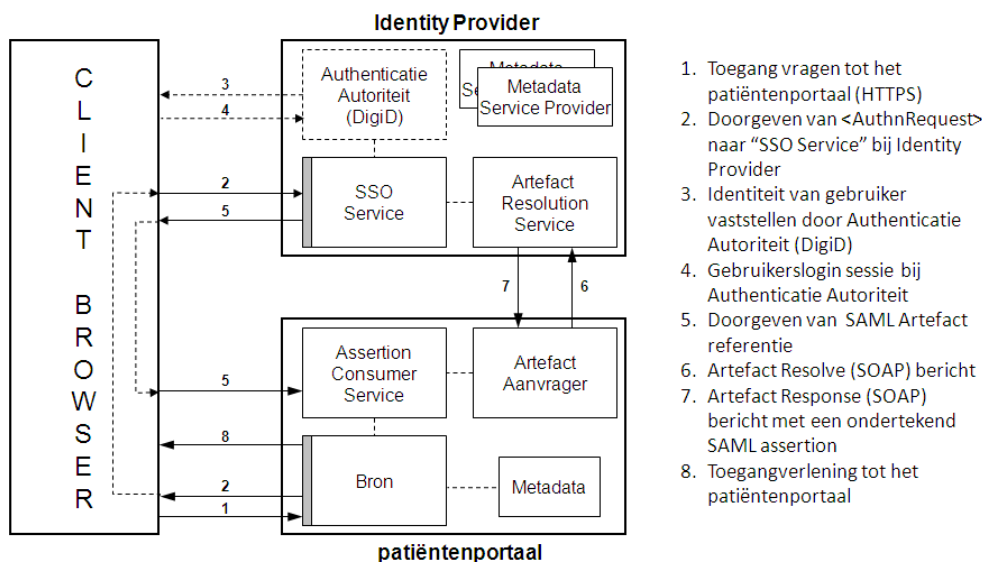 Identity Provider
CLIENT BROWSER
Authenticatie
Autoriteit
(DigiD)
Metadata
Se
Metadata
Service Provider
3
4
SSO
Service
Artefact
Resolution
Service
2
5
7
6
Assertion
Consumer
Service
Artefact
Aanvrager
5
8
Bron
Metadata
2
1
patiëntenportaal
1. Toegang vragen tot het
patiëntenportaal (HTTPS)
2. Doorgeven van <AuthnRequest>
naar “SSO Service” bij Identity
Provider
3. Identiteit van gebruiker
vaststellen door Authenticatie
Autoriteit (DigiD)
4. Gebruikerslogin sessie bij
Authenticatie Autoriteit
5. Doorgeven van SAML Artefact
referentie
6. Artefact Resolve (SOAP) bericht
7. Artefact Response (SOAP)
bericht met een ondertekend
SAML assertion
8. Toegangverlening tot het
patiëntenportaal